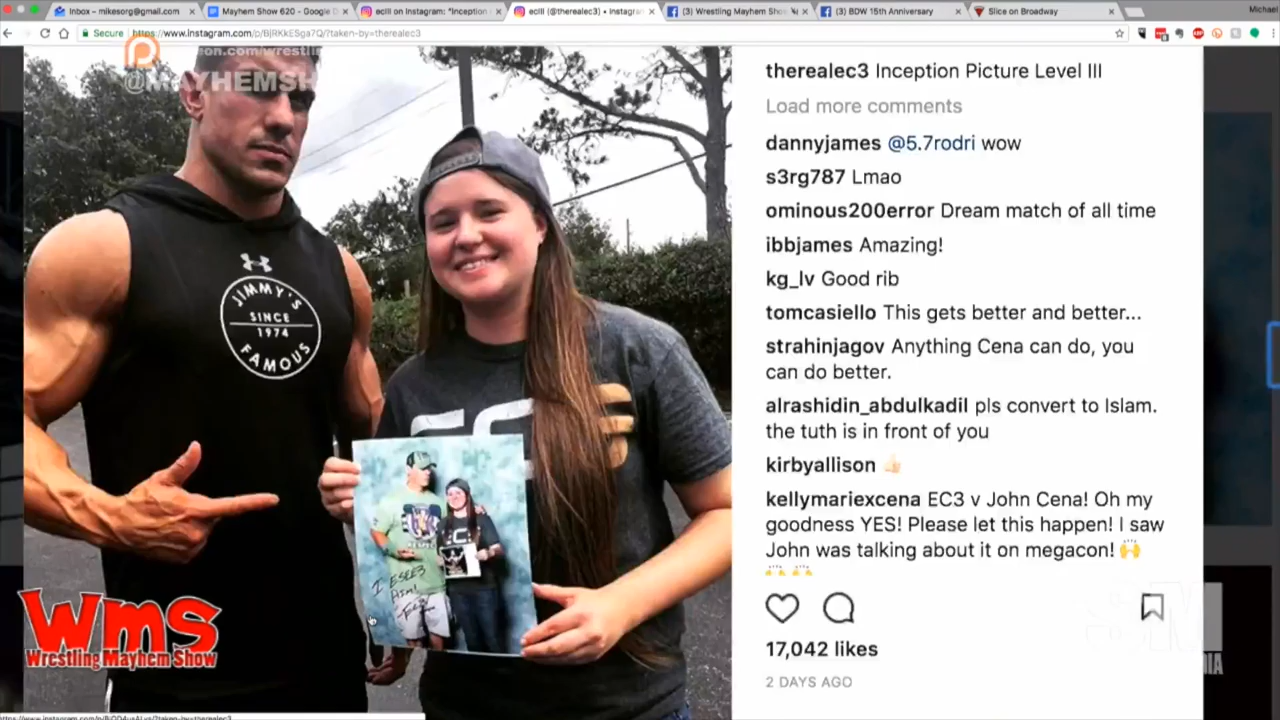 Inbox - mikesorg@gmail.com
Mayhem Show 620 - Google D
ecIII on Instagram: "Inception
ecIII (@therealec3) • Instagram
(3) Wrestling Mayhem Show
(3) BDW 15th Anniversary
Slice on Broadway
Michael
Secure https://www.instagram.com/p/BjRKkESga7Q/?taken-by=therealec3
@MAYHEMSH
therealec3 Inception Picture Level III
Load more comments
dannyjames @5.7rodri wow
s3rg787 Lmao
ominous200error Dream match of all time
ibbjames Amazing!
kg_lv Good rib
tomcasiello This gets better and better...
strahinjagov Anything Cena can do, you
can do better.
alrashidin_abdulkadil pls convert to Islam.
the tuth is in front of you
kirbyallison 👍🏻
kellymariexcena EC3 v John Cena! Oh my
goodness YES! Please let this happen! I saw
John was talking about it on megacon! 🙌
🙌🙌
17,042 likes
2 DAYS AGO
JIMMY'S
SINCE
1974
FAMOUS
WMS
Wrestling Mayhem Show